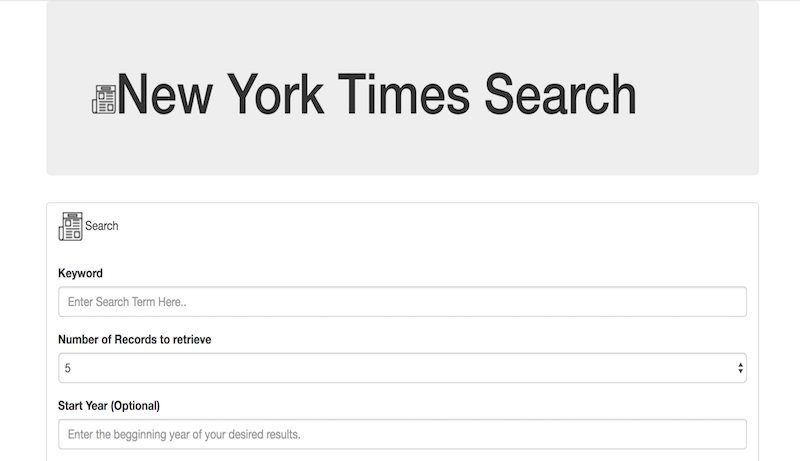 New York Times Search
Search
Keyword
Enter Search Term Here..
Number of Records to retrieve
5
Start Year (Optional)
Enter the begginning year of your desired results.